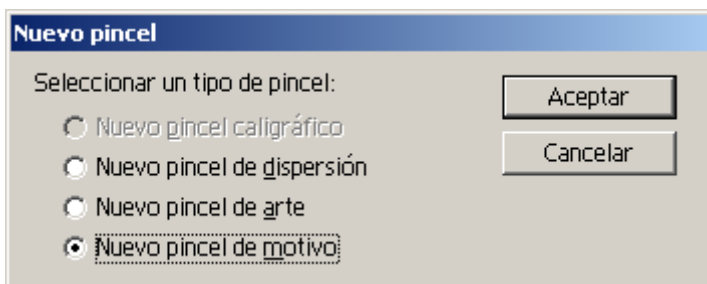 Nuevo pincel
Seleccionar un tipo de pincel:
Nuevo pincel caligráfico
Nuevo pincel de dispersión
Nuevo pincel de arte
Nuevo pincel de motivo
Aceptar
Cancelar